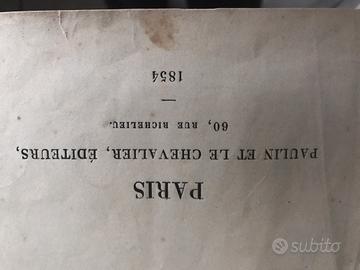 PARIS
PAULIN ET LE CHEVALIER, ÉDITEURS,
60, RUE RICHELIEU.
—
1854
subito